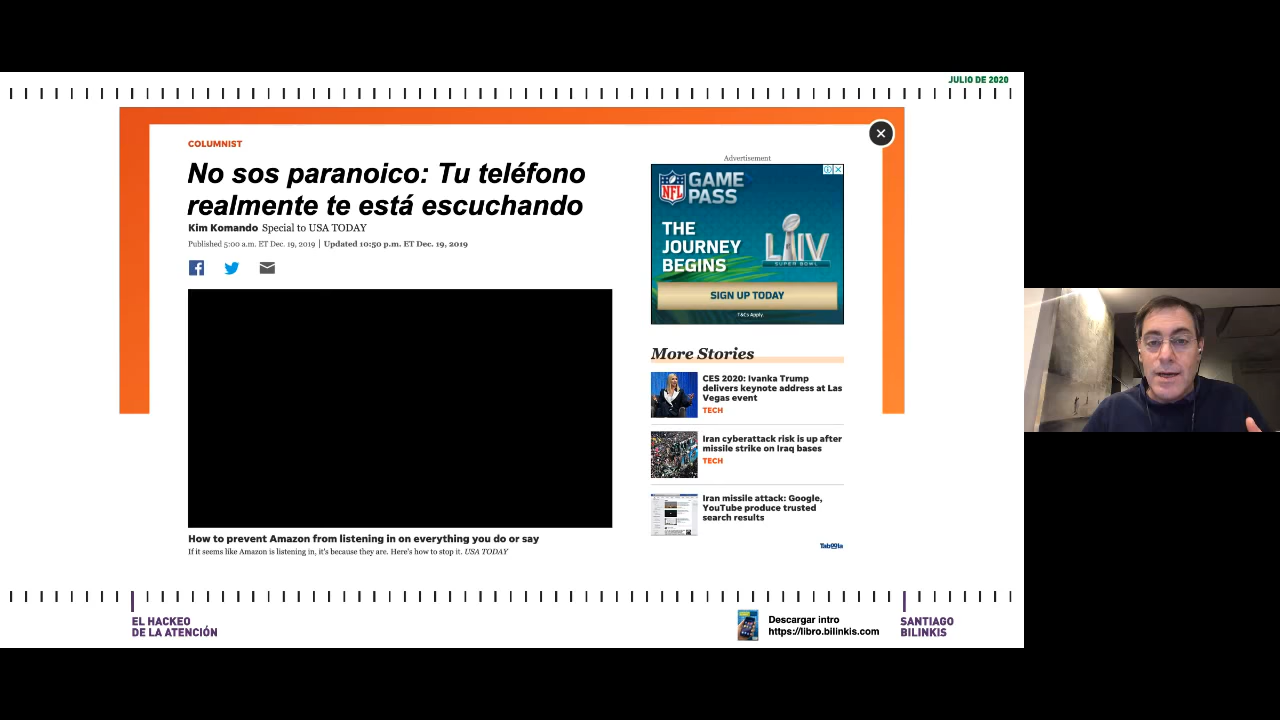 JULIO DE 2020
COLUMNIST
No sos paranoico: Tu teléfono
realmente te está escuchando
Kim Komando Special to USA TODAY
Published 5:00 a.m. ET Dec. 19, 2019 | Updated 10:50 p.m. ET Dec. 19, 2019
How to prevent Amazon from listening in on everything you do or say
If it seems like Amazon is listening in, it's because they are. Here's how to stop it. USA TODAY
Advertisement
NFL
GAME
PASS
THE
JOURNEY
BEGINS
LIV
SUPER BOWL
SIGN UP TODAY
T&Cs Apply.
More Stories
CES 2020: Ivanka Trump
delivers keynote address at Las
Vegas event
TECH
Iran cyberattack risk is up after
missile strike on Iraq bases
TECH
Iran missile attack: Google,
YouTube produce trusted
search results
Taboola
EL HACKEO
DE LA ATENCIÓN
Descargar intro
https://libro.bilinkis.com
SANTIAGO
BILINKIS